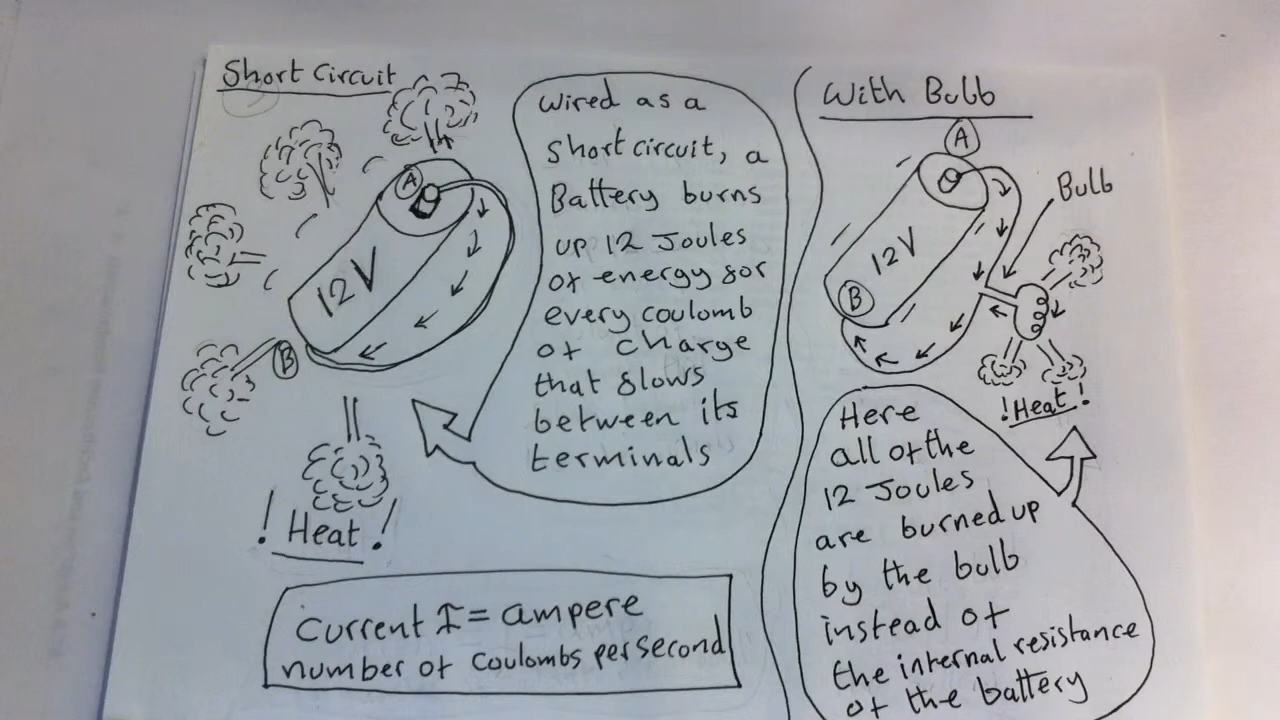 Short Circuit
A
12V
B
! Heat !
Wired as a
short circuit, a
Battery burns
up 12 Joules
of energy for
every coulomb
of charge
that flows
between its
terminals
Current I = ampere
number of coulombs per second
With Bulb
A
Bulb
12V
B
! Heat !
Here
all of the
12 Joules
are burned up
by the bulb
instead of
the internal resistance
of the battery